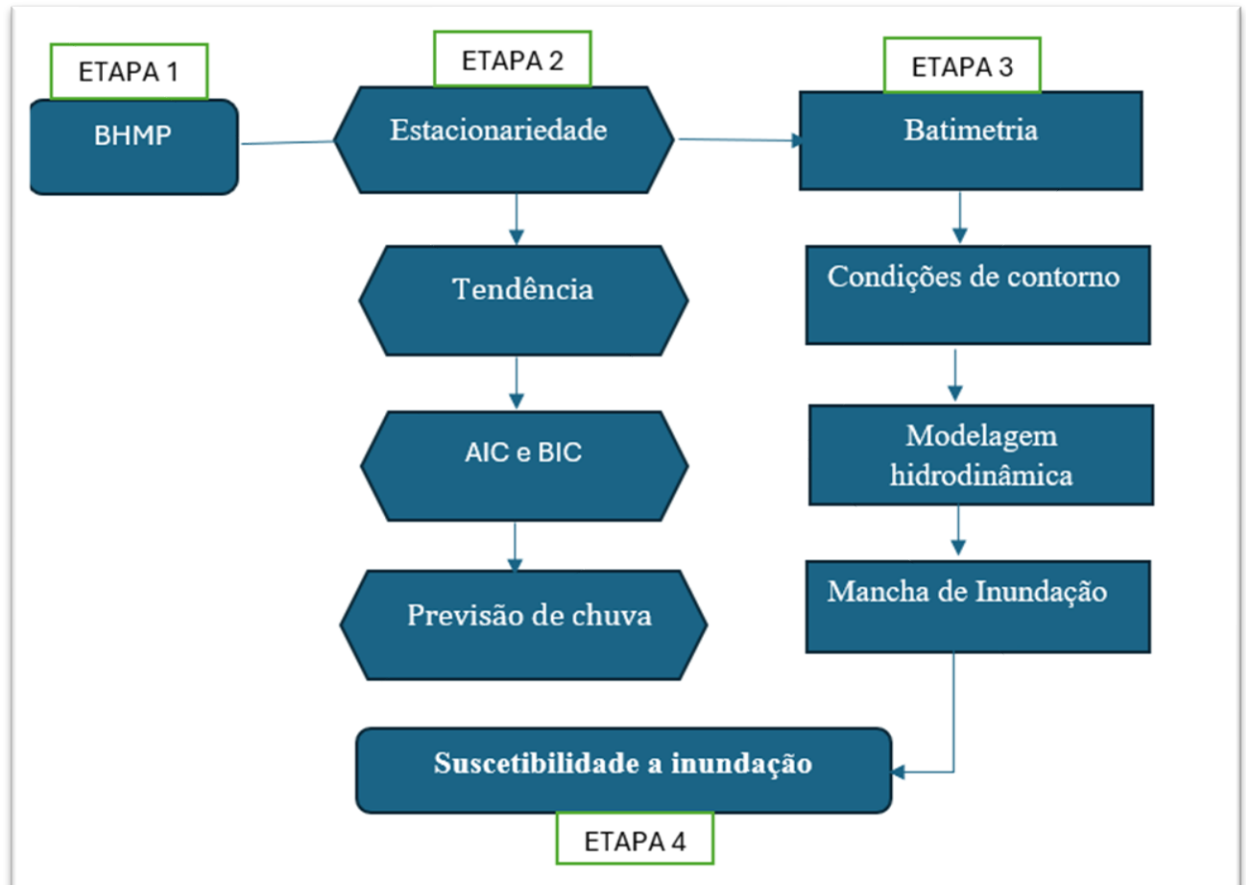 ETAPA 1
BHMP
ETAPA 2
Estacionariedade
Tendência
AIC e BIC
Previsão de chuva
ETAPA 3
Batimetria
Condições de contorno
Modelagem
hidrodinâmica
Mancha de Inundação
Suscetibilidade a inundação
ETAPA 4